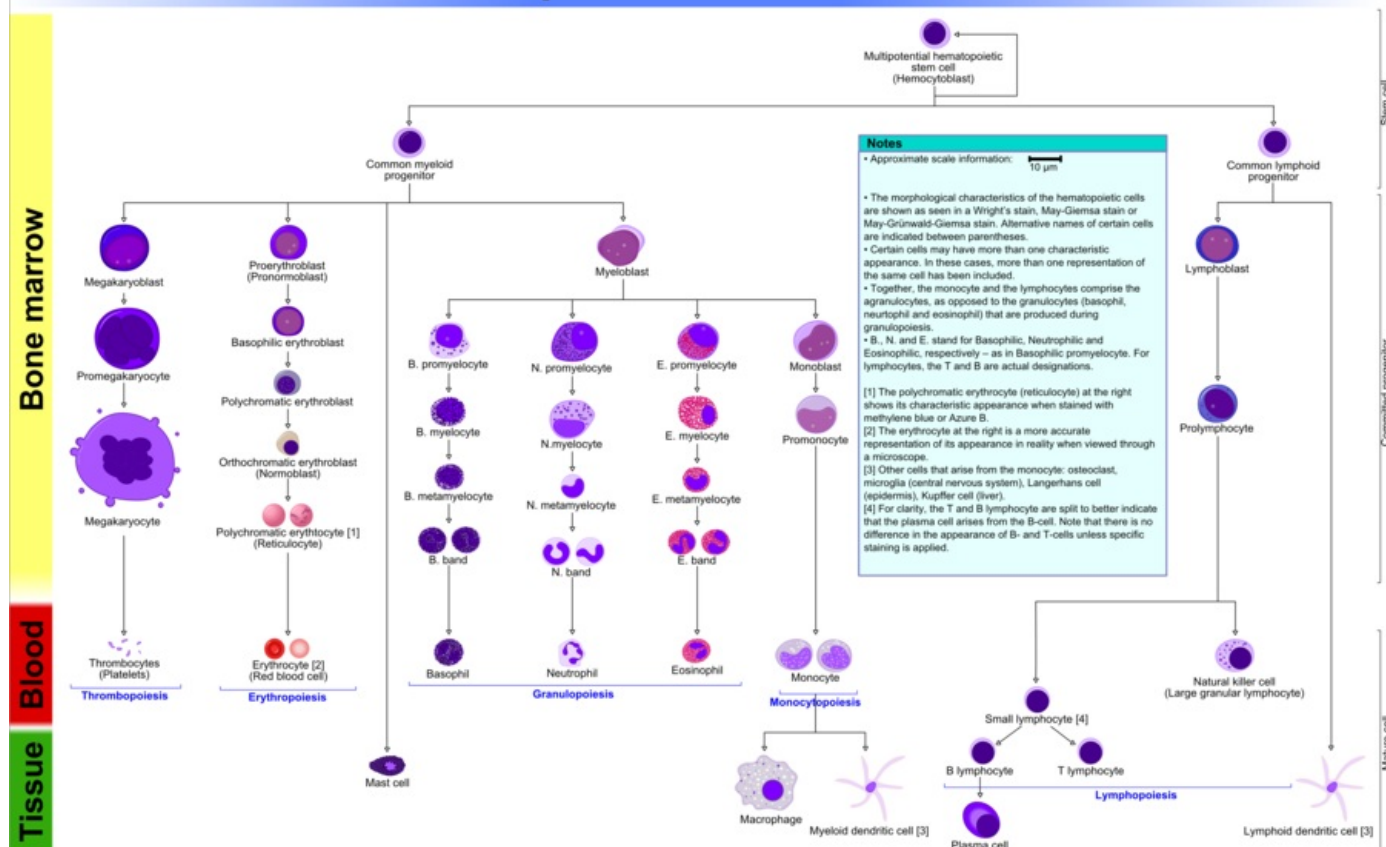 Bone marrow
Blood
Tissue
Multipotential hematopoietic
stem cell
(Hemocytoblast)
Common myeloid
progenitor
Common lymphoid
progenitor
Megakaryoblast
Proerythroblast
(Pronormoblast)
Myeloblast
Lymphoblast
Promegakaryocyte
Basophilic erythroblast
B. promyelocyte
N. promyelocyte
E. promyelocyte
Monoblast
Polychromatic erythroblast
B. myelocyte
N.myelocyte
E. myelocyte
Promonocyte
Prolymphocyte
Orthochromatic erythroblast
(Normoblast)
B. metamyelocyte
N. metamyelocyte
E. metamyelocyte
Megakaryocyte
Polychromatic erythtocyte [1]
(Reticulocyte)
B. band
N. band
E. band
Notes
• Approximate scale information:
10 µm
• The morphological characteristics of the hematopoietic cells
are shown as seen in a Wright's stain, May-Giemsa stain or
May-Grünwald-Giemsa stain. Alternative names of certain cells
are indicated between parentheses.
• Certain cells may have more than one characteristic
appearance. In these cases, more than one representation of
the same cell has been included.
• Together, the monocyte and the lymphocytes comprise the
agranulocytes, as opposed to the granulocytes (basophil,
neurtophil and eosinophil) that are produced during
granulopoiesis.
• B., N. and E. stand for Basophilic, Neutrophilic and
Eosinophilic, respectively – as in Basophilic promyelocyte. For
lymphocytes, the T and B are actual designations.
[1] The polychromatic erythrocyte (reticulocyte) at the right
shows its characteristic appearance when stained with
methylene blue or Azure B.
[2] The erythrocyte at the right is a more accurate
representation of its appearance in reality when viewed through
a microscope.
[3] Other cells that arise from the monocyte: osteoclast,
microglia (central nervous system), Langerhans cell
(epidermis), Kupffer cell (liver).
[4] For clarity, the T and B lymphocyte are split to better indicate
that the plasma cell arises from the B-cell. Note that there is no
difference in the appearance of B- and T-cells unless specific
staining is applied.
Thrombocytes
(Platelets)
Thrombopoiesis
Erythrocyte [2]
(Red blood cell)
Erythropoiesis
Basophil
Neutrophil
Eosinophil
Granulopoiesis
Monocyte
Monocytopoiesis
Natural killer cell
(Large granular lymphocyte)
Small lymphocyte [4]
B lymphocyte
T lymphocyte
Lymphopoiesis
Mast cell
Macrophage
Myeloid dendritic cell [3]
Plasma cell
Lymphoid dendritic cell [3]